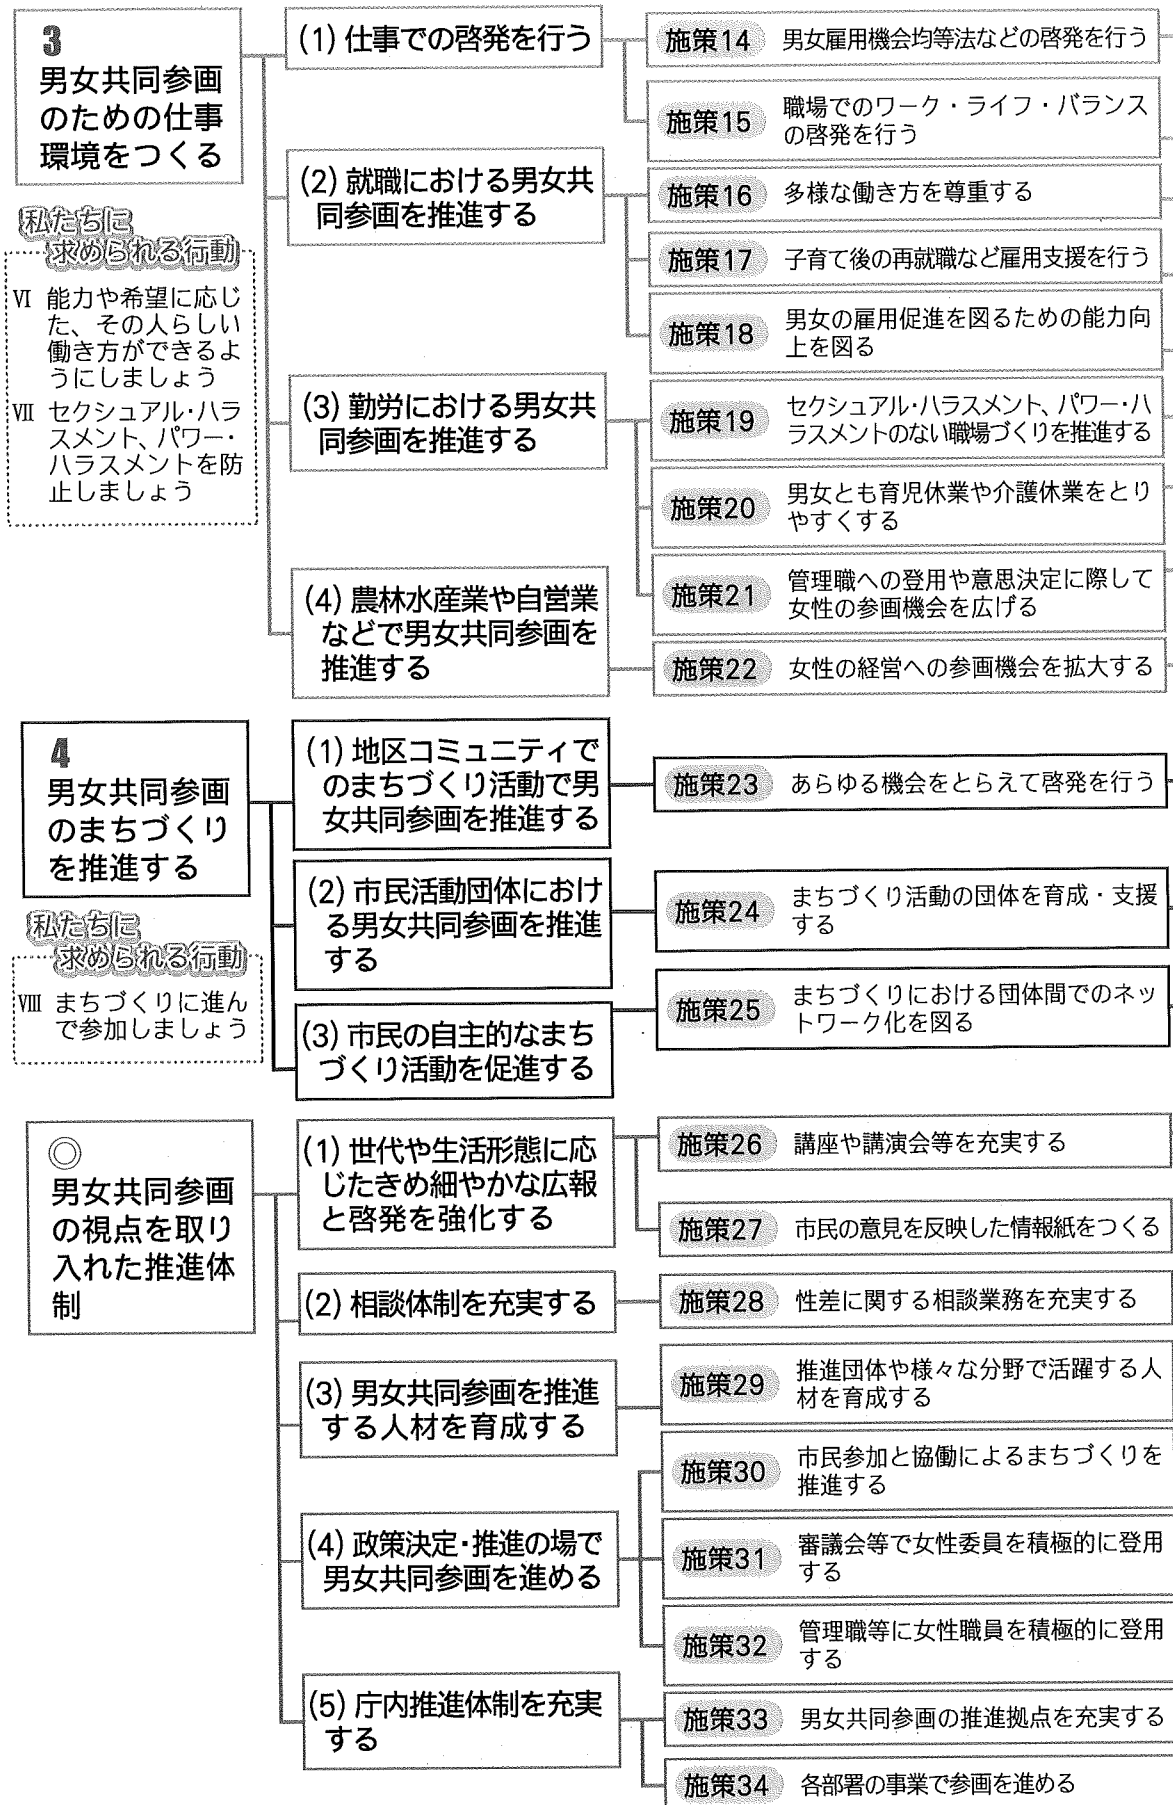 3
男女共同参画
のための仕事
環境をつくる
私たちに
求められる行動
Ⅵ 能力や希望に応じ
た、その人らしい
働き方ができるよ
うにしましょう
Ⅶ セクシュアル・ハラ
スメント、パワー・
ハラスメントを防
止しましょう
(1) 仕事での啓発を行う
施策14 男女雇用機会均等法などの啓発を行う
施策15 職場でのワーク・ライフ・バランス
の啓発を行う
(2) 就職における男女共
同参画を推進する
施策16 多様な働き方を尊重する
施策17 子育て後の再就職など雇用支援を行う
施策18 男女の雇用促進を図るための能力向
上を図る
(3) 勤労における男女共
同参画を推進する
施策19 セクシュアル・ハラスメント、パワー・ハ
ラスメントのない職場づくりを推進する
施策20 男女とも育児休業や介護休業をとり
やすくする
施策21 管理職への登用や意思決定に際して
女性の参画機会を広げる
(4) 農林水産業や自営業
などで男女共同参画を
推進する
施策22 女性の経営への参画機会を拡大する
4
男女共同参画
のまちづくり
を推進する
私たちに
求められる行動
Ⅷ まちづくりに進ん
で参加しましょう
(1) 地区コミュニティで
のまちづくり活動で男
女共同参画を推進する
施策23 あらゆる機会をとらえて啓発を行う
(2) 市民活動団体におけ
る男女共同参画を推進
する
施策24 まちづくり活動の団体を育成・支援
する
(3) 市民の自主的なまち
づくり活動を促進する
施策25 まちづくりにおける団体間でのネッ
トワーク化を図る
◎
男女共同参画
の視点を取り
入れた推進体
制
(1) 世代や生活形態に応
じたきめ細やかな広報
と啓発を強化する
施策26 講座や講演会等を充実する
施策27 市民の意見を反映した情報紙をつくる
(2) 相談体制を充実する
施策28 性差に関する相談業務を充実する
(3) 男女共同参画を推進
する人材を育成する
施策29 推進団体や様々な分野で活躍する人
材を育成する
(4) 政策決定・推進の場で
男女共同参画を進める
施策30 市民参加と協働によるまちづくりを
推進する
施策31 審議会等で女性委員を積極的に登用
する
施策32 管理職等に女性職員を積極的に登用
する
(5) 庁内推進体制を充実
する
施策33 男女共同参画の推進拠点を充実する
施策34 各部署の事業で参画を進める